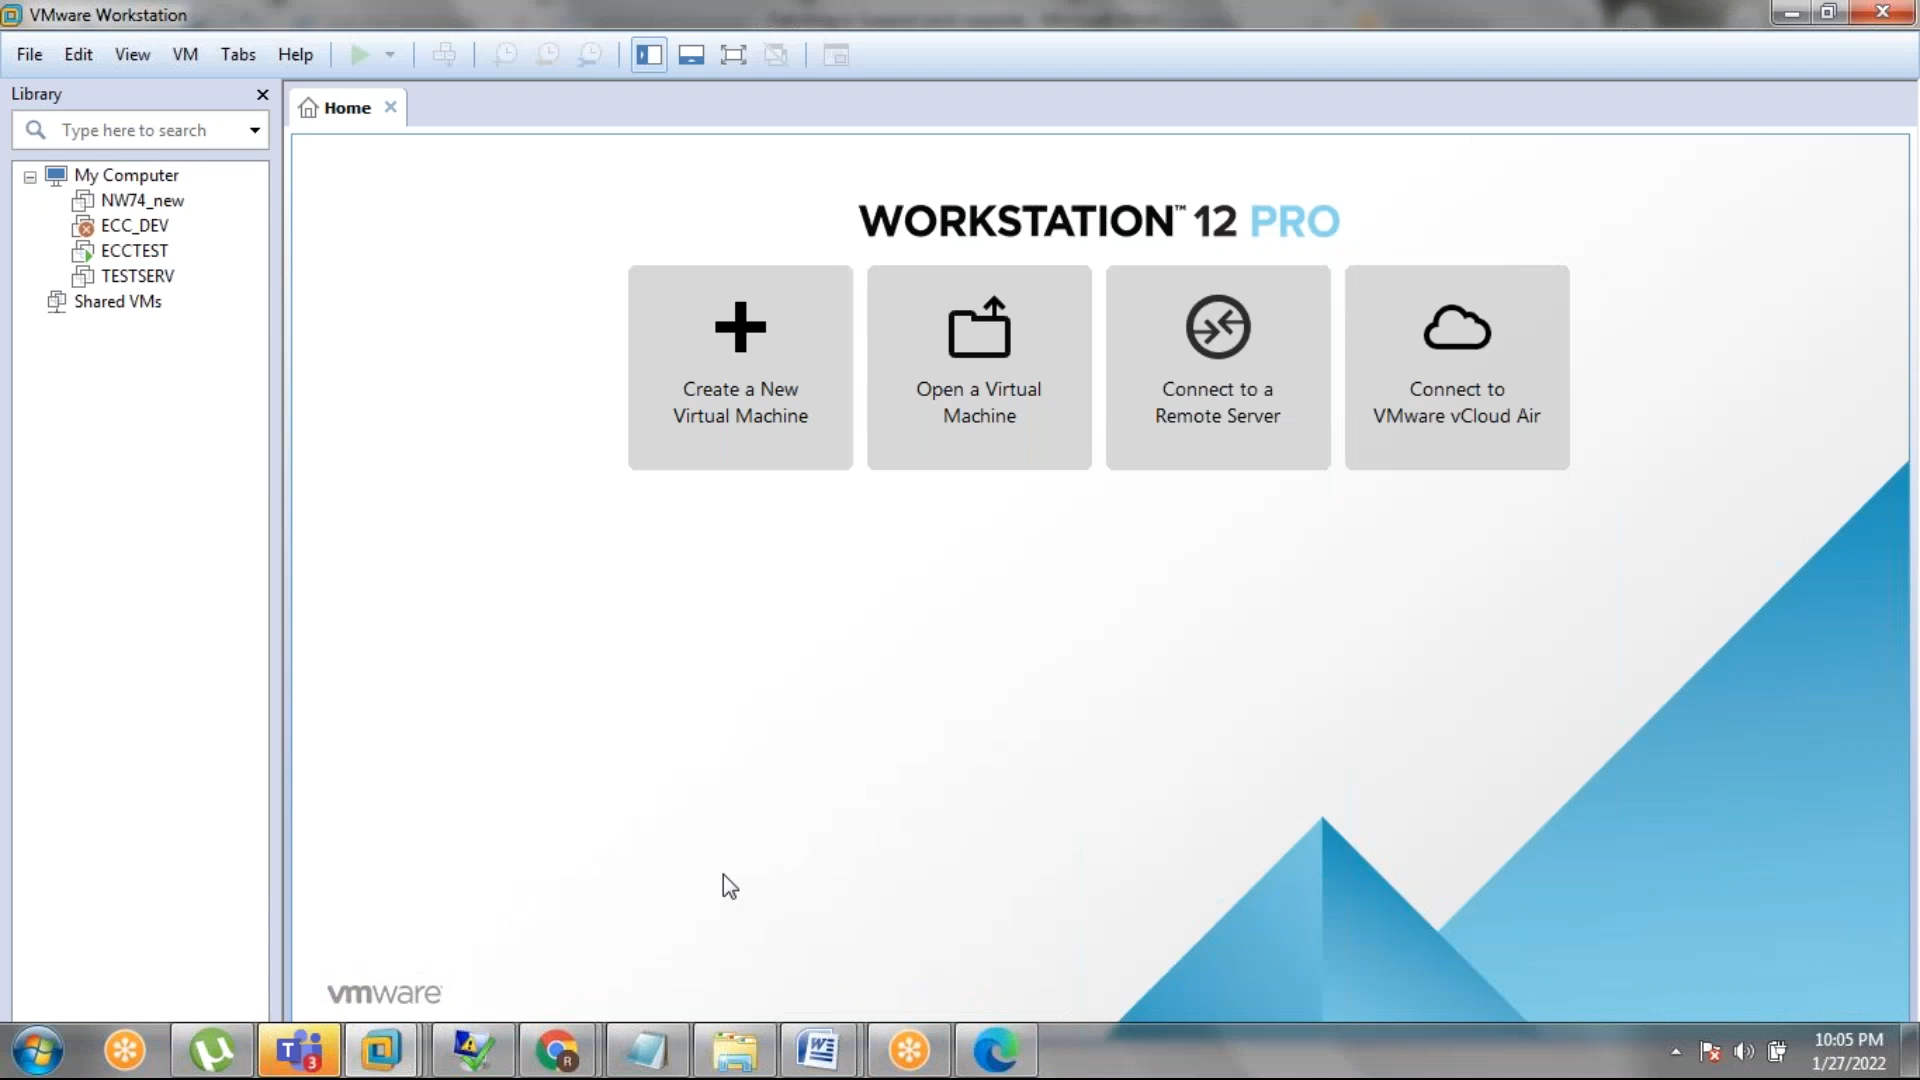 VMware Workstation
File Edit View VM Tabs Help
Library
Type here to search
My Computer
NW74_new
ECC_DEV
ECCTEST
TESTSERV
Shared VMs
Home
WORKSTATION™ 12 PRO
Create a New
Virtual Machine
Open a Virtual
Machine
Connect to a
Remote Server
Connect to
VMware vCloud Air
vmware
T
3
R
W
10:05 PM
1/27/2022